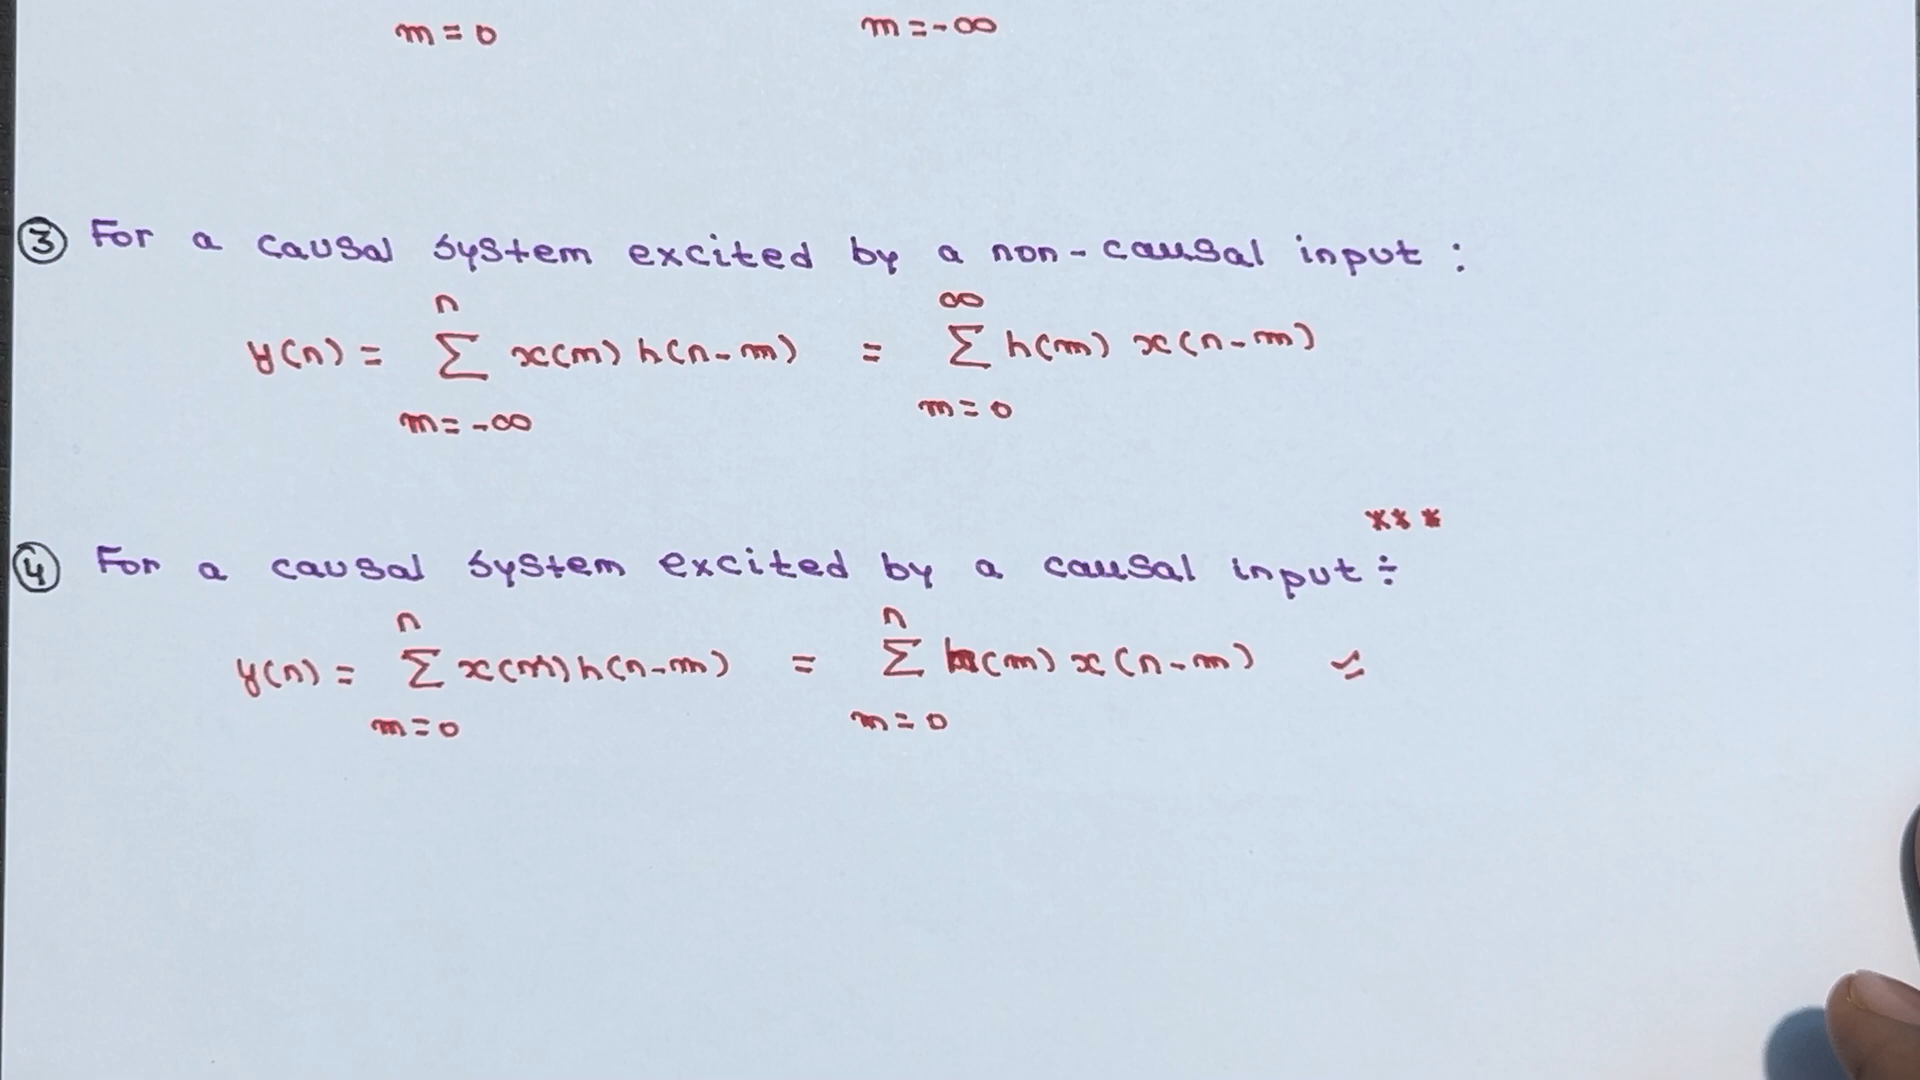 m = 0 m = -∞
③ For a causal system excited by a non-causal input :
n ∞
y(n) = Σ x(m) h(n-m) = Σ h(m) x(n-m)
m = -∞ m = 0
***
④ For a causal system excited by a causal input ÷
n n
y(n) = Σ x(m) h(n-m) = Σ h(m) x(n-m)
m = 0 m = 0